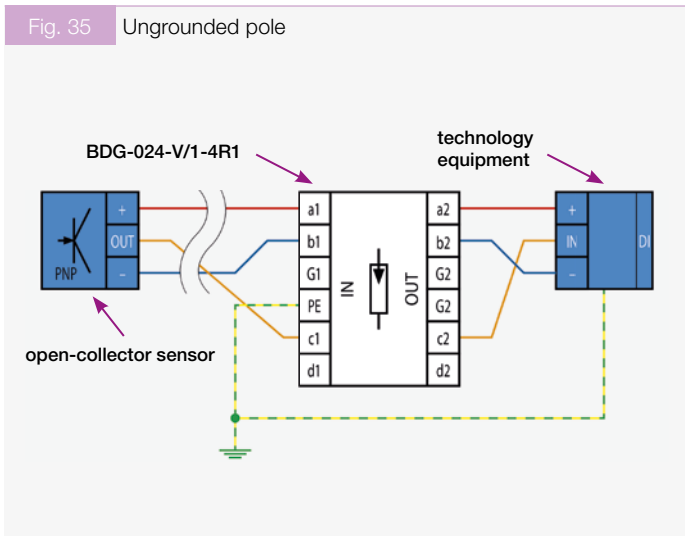 Fig. 35 Ungrounded pole
BDG-024-V/1-4R1
technology
equipment
+
OUT
−
PNP
a1
b1
G1
PE
c1
d1
IN
OUT
a2
b2
G2
G2
c2
d2
+
IN
−
DI
open-collector sensor